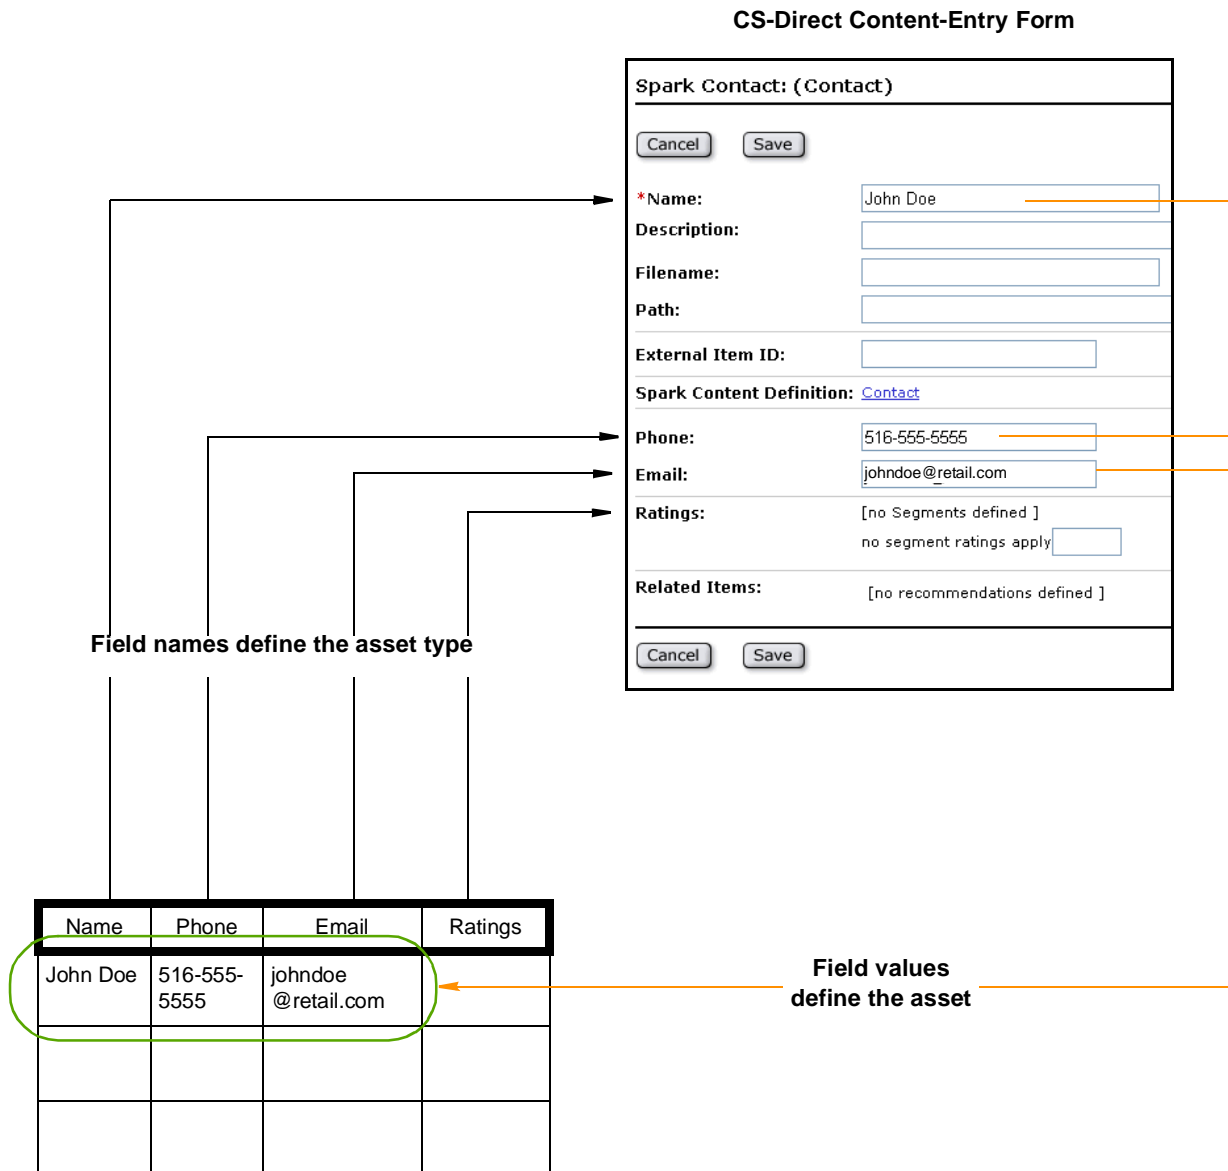 CS-Direct Content-Entry Form
Spark Contact: (Contact)
Cancel Save
*Name: John Doe
Description:
Filename:
Path:
External Item ID:
Spark Content Definition: Contact
Phone: 516-555-5555
Email: johndoe@retail.com
Ratings: [no Segments defined ]
no segment ratings apply
Related Items: [no recommendations defined ]
Cancel Save
Field names define the asset type
Name Phone Email Ratings
John Doe 516-555- johndoe
5555 @retail.com
Field values
define the asset